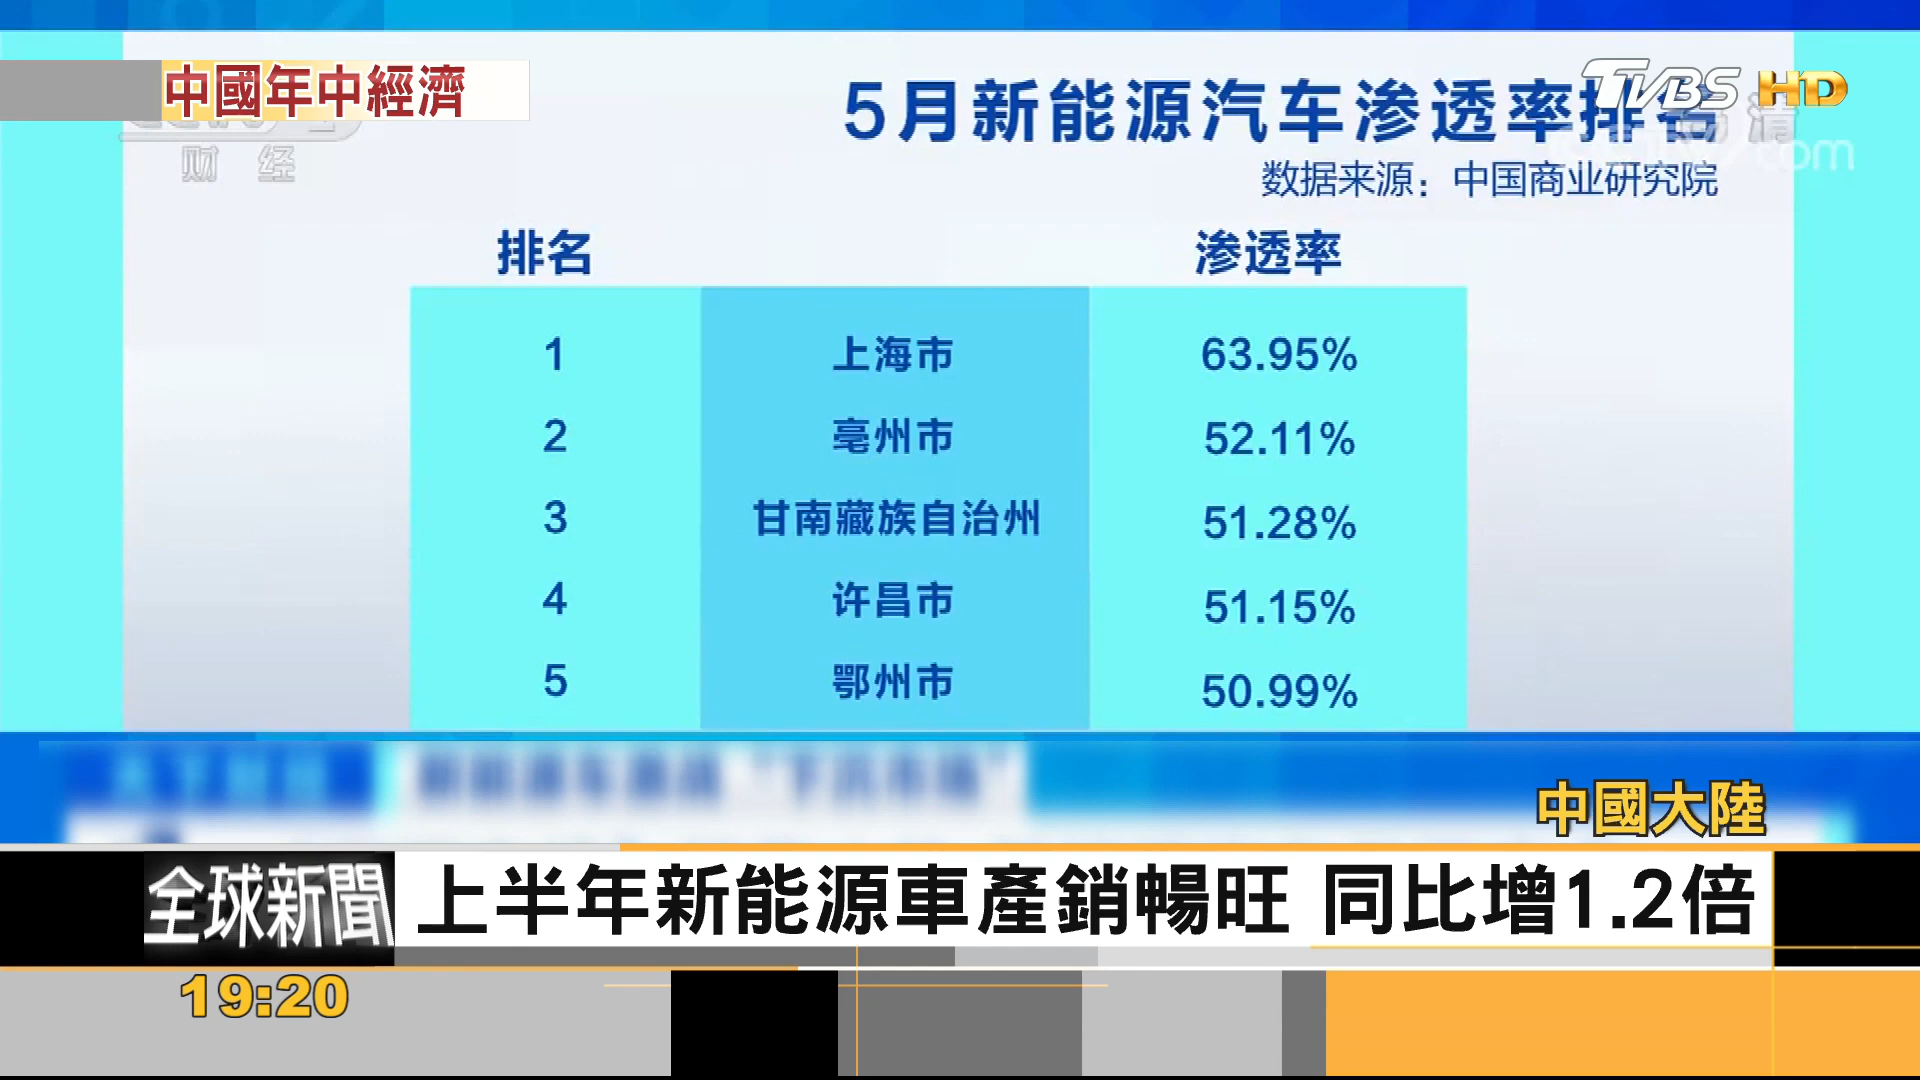 中國年中經濟
TVBS HD
5月新能源汽车渗透率排名
财 经
数据来源：中国商业研究院
排名 渗透率
1 上海市 63.95%
2 亳州市 52.11%
3 甘南藏族自治州 51.28%
4 许昌市 51.15%
5 鄂州市 50.99%
中國大陸
全球新聞
上半年新能源車產銷暢旺 同比增1.2倍
19:20